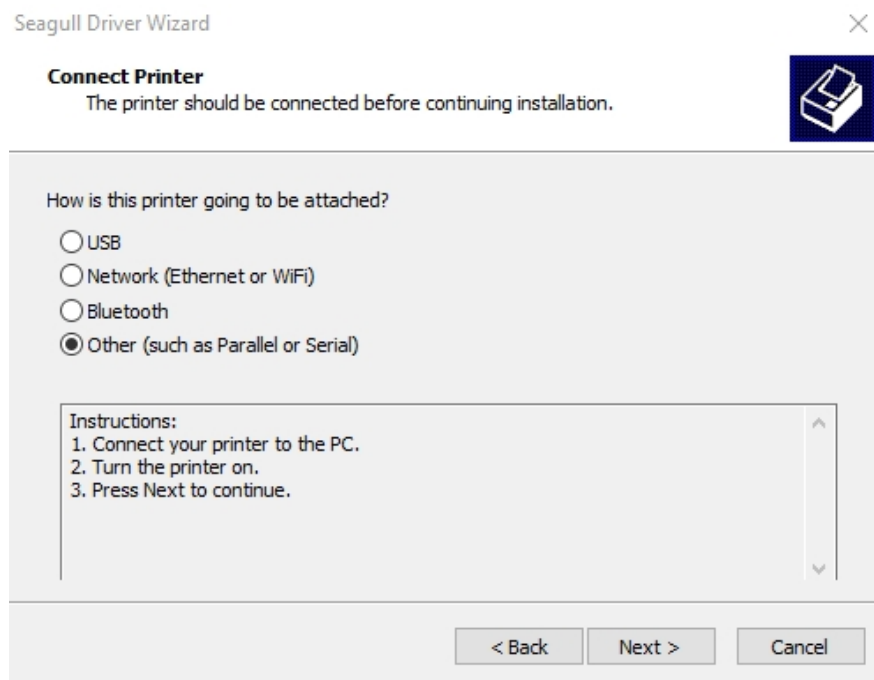 Seagull Driver Wizard
Connect Printer
The printer should be connected before continuing installation.
How is this printer going to be attached?
USB
Network (Ethernet or WiFi)
Bluetooth
Other (such as Parallel or Serial)
Instructions:
1. Connect your printer to the PC.
2. Turn the printer on.
3. Press Next to continue.
< Back Next > Cancel